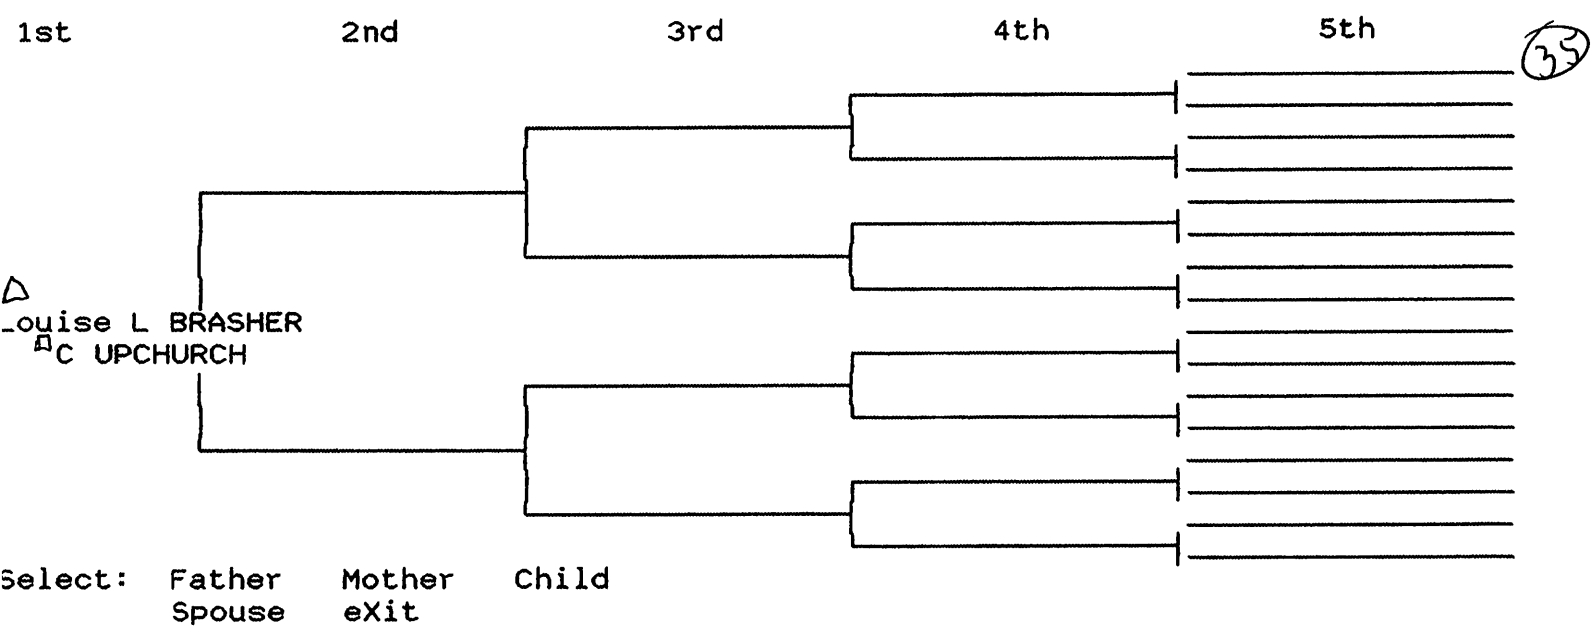 1st 2nd 3rd 4th 5th
35
Louise L BRASHER
C UPCHURCH
Select: Father Mother Child
Spouse eXit